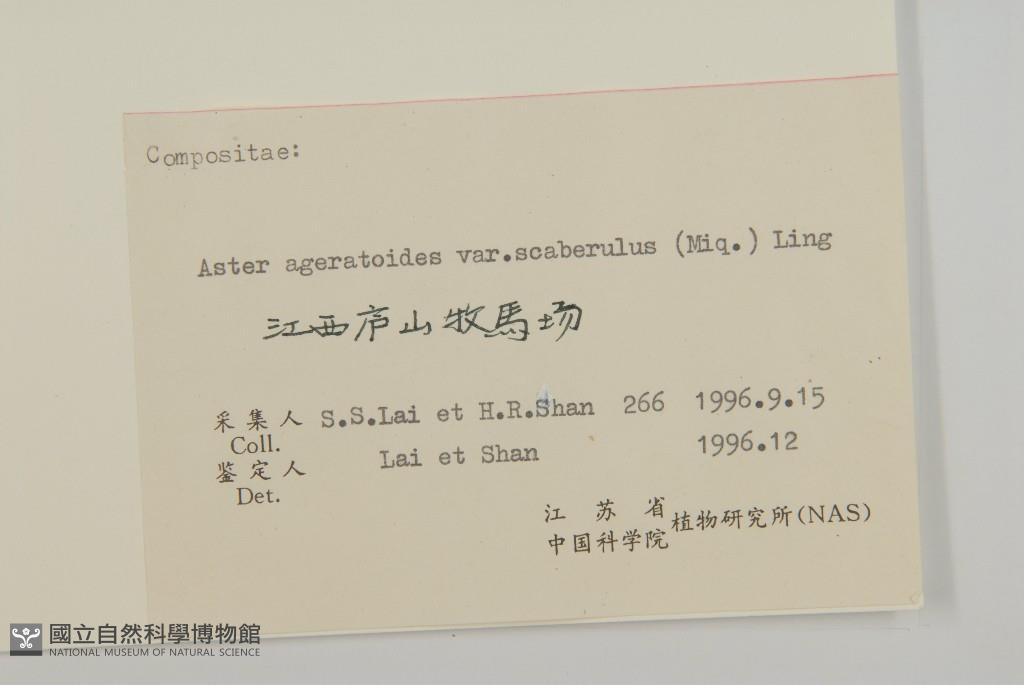 Compositae:
Aster ageratoides var.scaberulus (Miq.) Ling
江西庐山牧馬场
采集人 S.S.Lai et H.R.Shan 266 1996.9.15
Coll.
鉴定人 Lai et Shan 1996.12
Det.
江苏省
中国科学院 植物研究所(NAS)
國立自然科學博物館
NATIONAL MUSEUM OF NATURAL SCIENCE